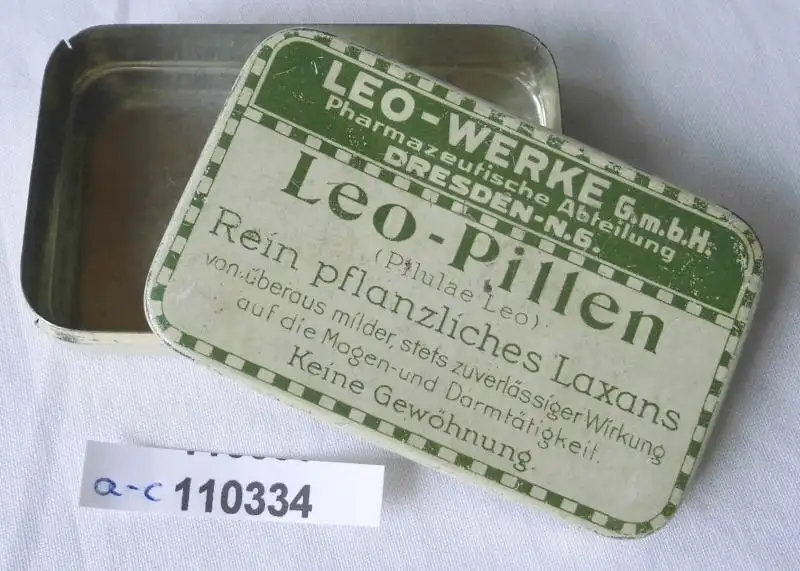 LEO-WERKE G.m.b.H.
Pharmazeutische Abteilung
DRESDEN-N.6.
Leo-Pillen
(Pilulae Leo)
Rein pflanzliches Laxans
von überaus milder, stets zuverlässiger Wirkung
auf die Magen- und Darmtätigkeit.
Keine Gewöhnung.
a-c 110334